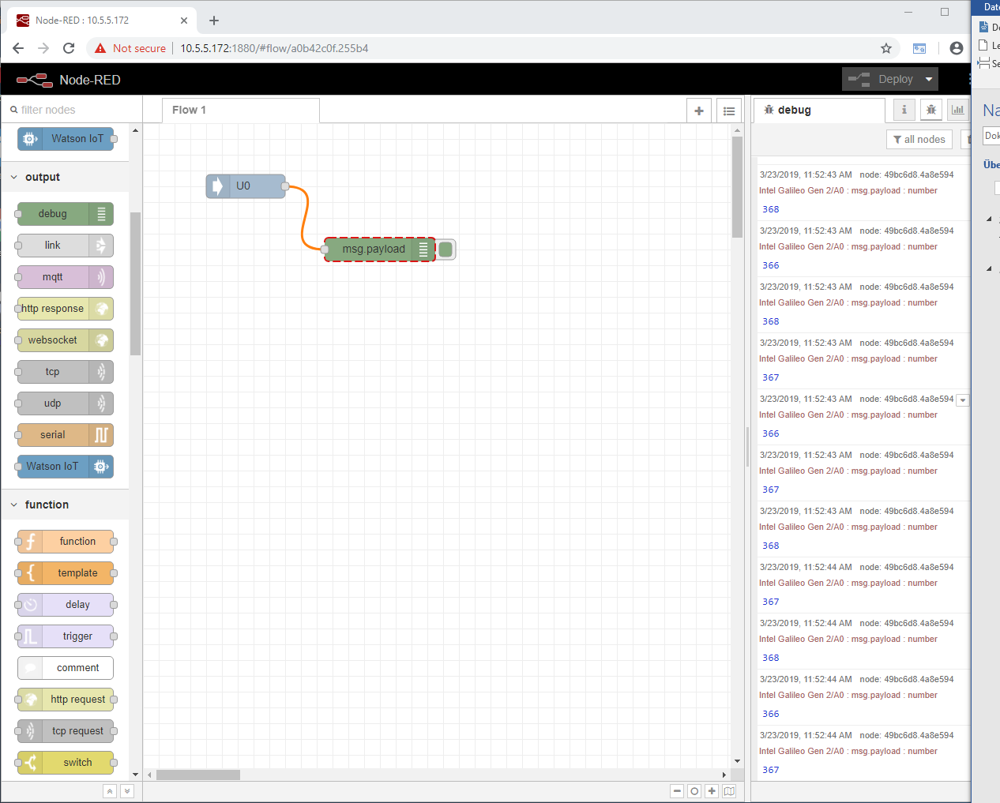 Node-RED : 10.5.5.172
Not secure | 10.5.5.172:1880/#flow/a0b42c0f.255b4
Node-RED
Deploy
filter nodes
Flow 1
debug
all nodes
Watson IoT
output
debug
link
mqtt
http response
websocket
tcp
udp
serial
Watson IoT
function
function
template
delay
trigger
comment
http request
tcp request
switch
U0
msg.payload
3/23/2019, 11:52:43 AM node: 49bc6d8.4a8e594
Intel Galileo Gen 2/A0 : msg.payload : number
368
3/23/2019, 11:52:43 AM node: 49bc6d8.4a8e594
Intel Galileo Gen 2/A0 : msg.payload : number
366
3/23/2019, 11:52:43 AM node: 49bc6d8.4a8e594
Intel Galileo Gen 2/A0 : msg.payload : number
368
3/23/2019, 11:52:43 AM node: 49bc6d8.4a8e594
Intel Galileo Gen 2/A0 : msg.payload : number
367
3/23/2019, 11:52:43 AM node: 49bc6d8.4a8e594
Intel Galileo Gen 2/A0 : msg.payload : number
366
3/23/2019, 11:52:43 AM node: 49bc6d8.4a8e594
Intel Galileo Gen 2/A0 : msg.payload : number
367
3/23/2019, 11:52:43 AM node: 49bc6d8.4a8e594
Intel Galileo Gen 2/A0 : msg.payload : number
368
3/23/2019, 11:52:44 AM node: 49bc6d8.4a8e594
Intel Galileo Gen 2/A0 : msg.payload : number
367
3/23/2019, 11:52:44 AM node: 49bc6d8.4a8e594
Intel Galileo Gen 2/A0 : msg.payload : number
368
3/23/2019, 11:52:44 AM node: 49bc6d8.4a8e594
Intel Galileo Gen 2/A0 : msg.payload : number
366
3/23/2019, 11:52:44 AM node: 49bc6d8.4a8e594
Intel Galileo Gen 2/A0 : msg.payload : number
367
Date
Le
Se
Na
Dok
Übe